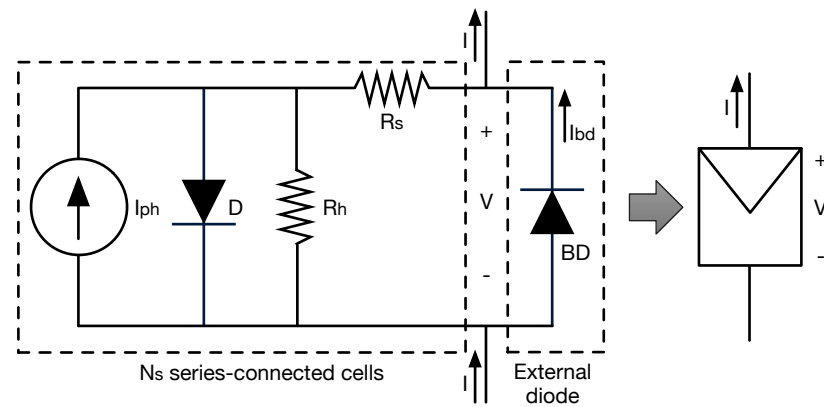 I
Rs
+
Ibd
I
+
Iph
D
Rh
V
V
BD
-
-
I
Ns series-connected cells
External
diode